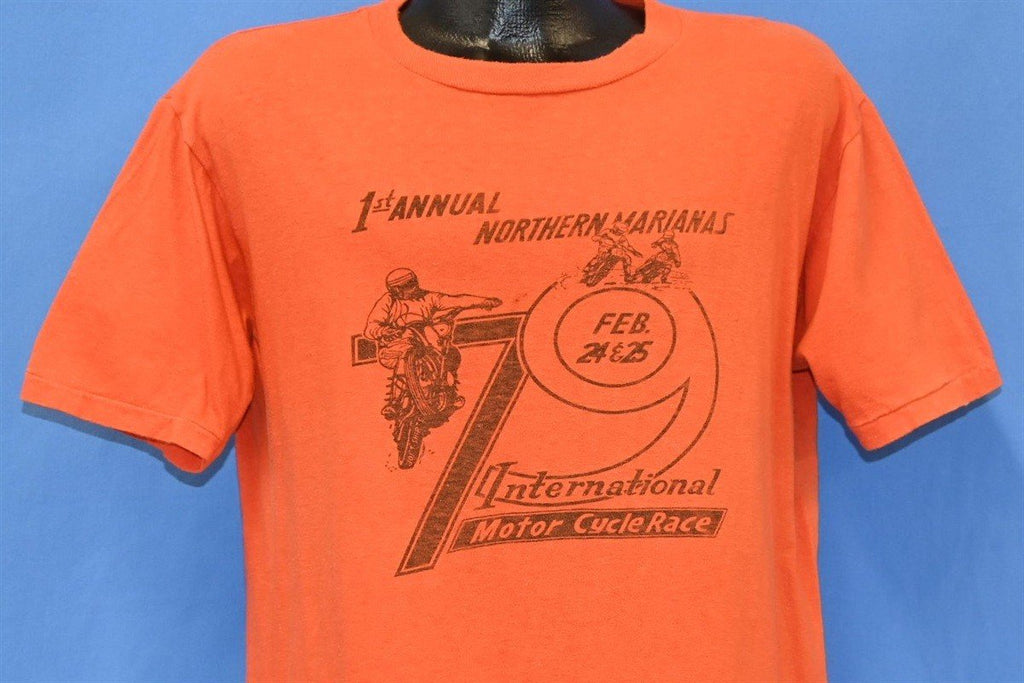 1st ANNUAL
NORTHERN MARIANAS
79
FEB.
24 & 25
International
Motor Cycle Race